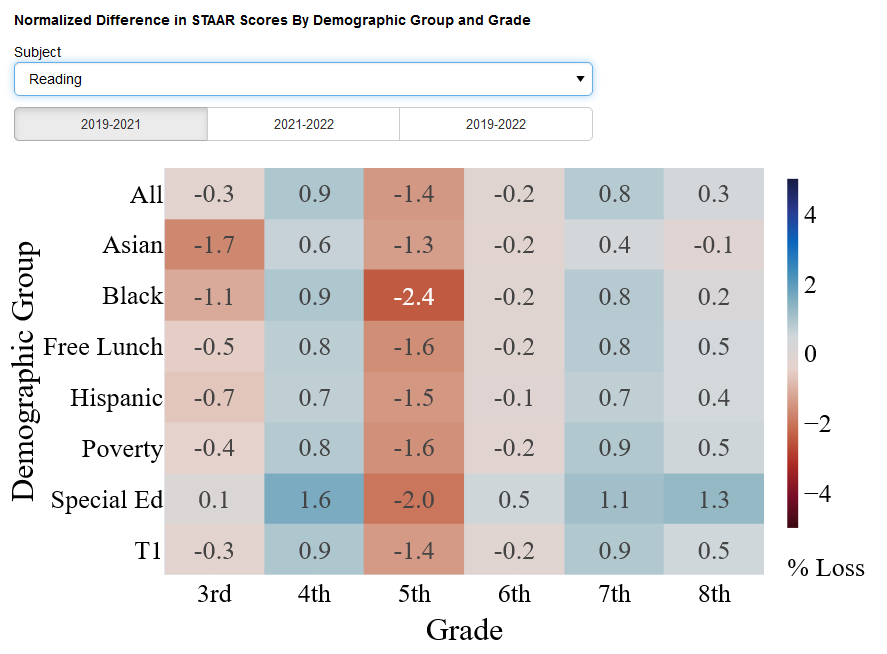 Normalized Difference in STAAR Scores By Demographic Group and Grade
Subject
Reading
2019-2021 2021-2022 2019-2022
All -0.3 0.9 -1.4 -0.2 0.8 0.3
Asian -1.7 0.6 -1.3 -0.2 0.4 -0.1
Black -1.1 0.9 -2.4 -0.2 0.8 0.2
Free Lunch -0.5 0.8 -1.6 -0.2 0.8 0.5
Hispanic -0.7 0.7 -1.5 -0.1 0.7 0.4
Poverty -0.4 0.8 -1.6 -0.2 0.9 0.5
Special Ed 0.1 1.6 -2.0 0.5 1.1 1.3
T1 -0.3 0.9 -1.4 -0.2 0.9 0.5
3rd 4th 5th 6th 7th 8th
Grade
Demographic Group
4
2
0
−2
−4
% Loss